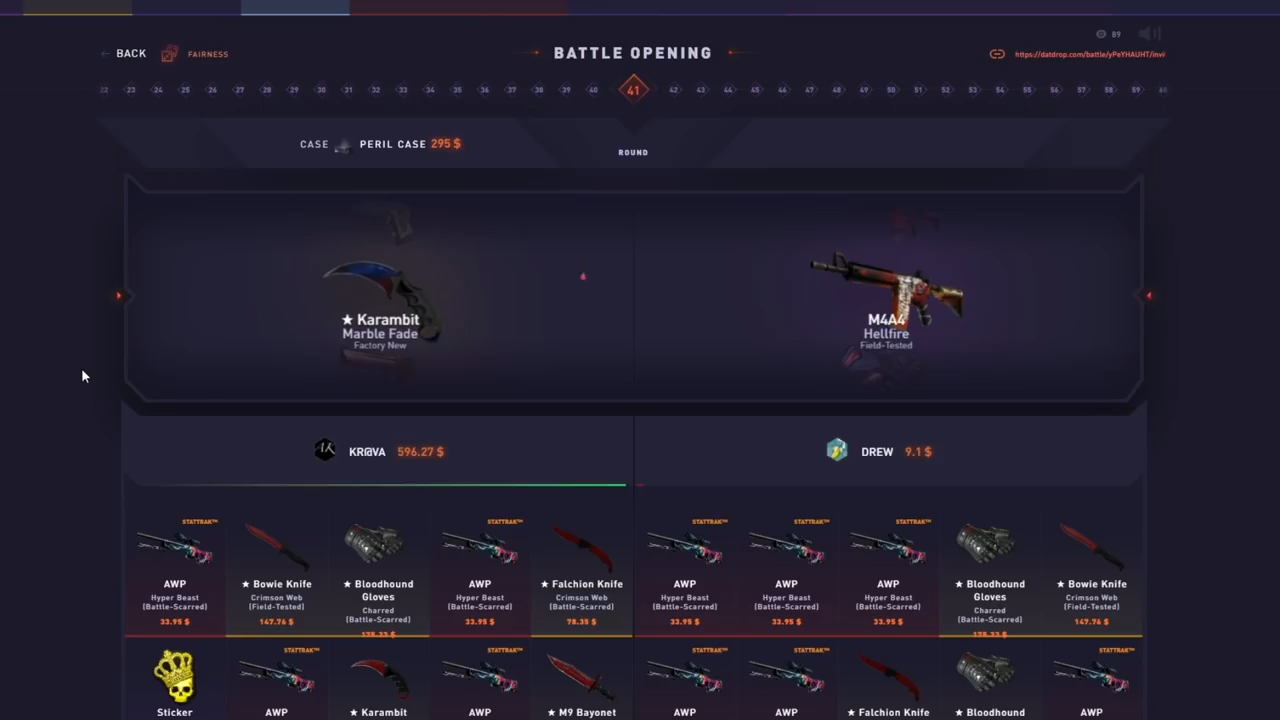 89
← BACK FAIRNESS
BATTLE OPENING
https://datdrop.com/battle/yPeYHAUHT/invi
22 23 24 25 26 27 28 29 30 31 32 33 34 35 36 37 38 39 40 41 42 43 44 45 46 47 48 49 50 51 52 53 54 55 56 57 58 59 60
CASE PERIL CASE 295 $
ROUND
★ Karambit
Marble Fade
Factory New
M4A4
Hellfire
Field-Tested
KR@VA 596.27 $
DREW 9.1 $
STATTRAK™ STATTRAK™ STATTRAK™ STATTRAK™ STATTRAK™
AWP ★ Bowie Knife ★ Bloodhound Gloves AWP ★ Falchion Knife AWP AWP AWP ★ Bloodhound Gloves ★ Bowie Knife
Hyper Beast Crimson Web Charred Hyper Beast Crimson Web Hyper Beast Hyper Beast Hyper Beast Charred Crimson Web
(Battle-Scarred) (Field-Tested) (Battle-Scarred) (Battle-Scarred) (Battle-Scarred) (Battle-Scarred) (Battle-Scarred) (Battle-Scarred) (Battle-Scarred) (Field-Tested)
33.95 $ 147.76 $ 33.95 $ 78.35 $ 33.95 $ 33.95 $ 33.95 $ 147.76 $
STATTRAK™ STATTRAK™ STATTRAK™ STATTRAK™ STATTRAK™
Sticker AWP ★ Karambit AWP ★ M9 Bayonet AWP AWP ★ Falchion Knife ★ Bloodhound AWP